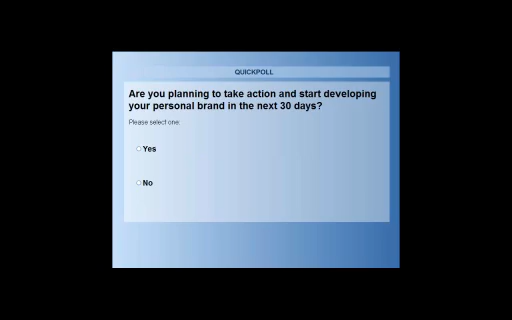 QUICKPOLL
Are you planning to take action and start developing
your personal brand in the next 30 days?
Please select one:
Yes
No